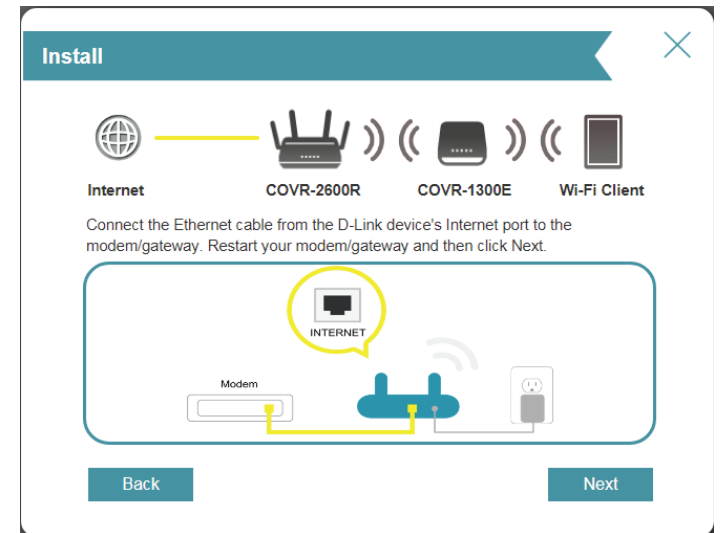 Install
Internet
COVR-2600R
COVR-1300E
Wi-Fi Client
Connect the Ethernet cable from the D-Link device's Internet port to the
modem/gateway. Restart your modem/gateway and then click Next.
INTERNET
Modem
Back
Next